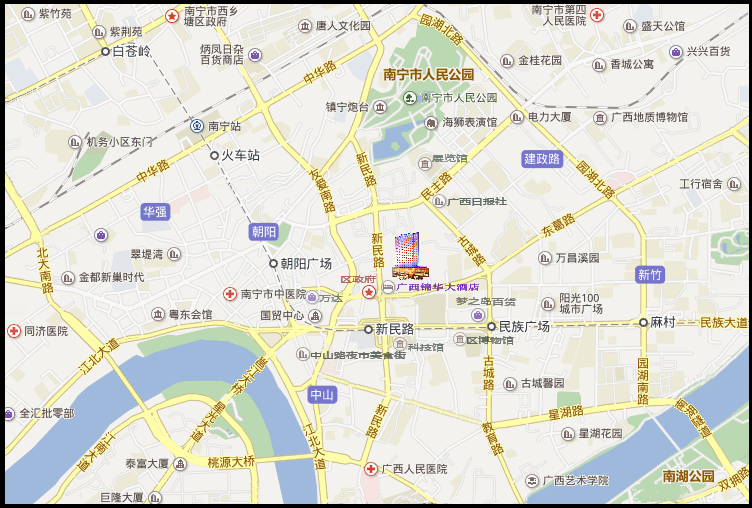 紫竹苑
南宁市西乡
塘区政府
唐人文化园
园湖北路
南宁市第四
人民医院
盛天公馆
紫荆苑
白苍岭
炳凤日杂
百货商店
中华路
南宁市人民公园
金桂花园
香城公寓
兴兴百货
镇宁炮台
南宁市人民公园
海狮表演馆
电力大厦
广西地质博物馆
南宁站
机务小区东门
火车站
中华路
友爱南路
新民路
展览馆
建政路
民主路
园湖北路
工行宿舍
华强
朝阳
广西日报社
东葛路
古城路
新民路
北大南路
翠堤湾
朝阳广场
万昌溪园
金都新巢时代
区政府
广西锦华大酒店
新竹
南宁市中医院
万达
梦之岛百货
阳光100
城市广场
粤东会馆
国贸中心
新民路
民族广场
麻村
民族大道
同济医院
江北大道
科技馆
区博物馆
中山路夜市美食街
古城路
园湖南路
古城馨园
中山
星光大桥
金汇批零部
新民路
星湖路
教育路
星湖花园
江南大道
江北大道
泰富大厦
桃源大桥
广西人民医院
广西艺术学院
南湖公园
双拥路
巨隆大厦